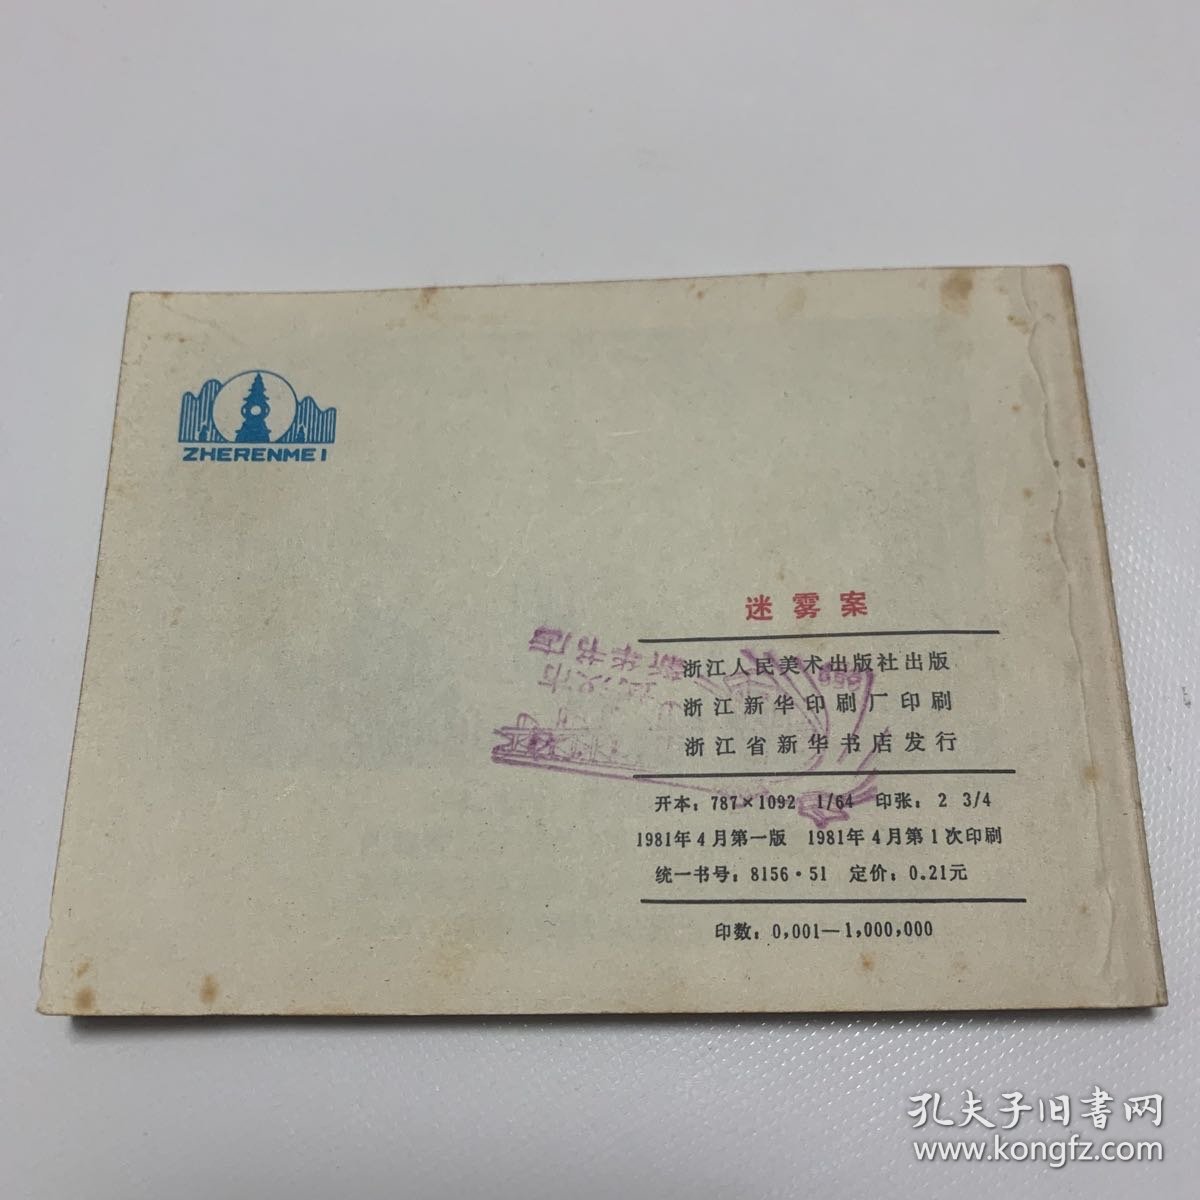 ZHERENMEI
迷雾案
浙江人民美术出版社出版
浙江新华印刷厂印刷
浙江省新华书店发行
开本：787×1092 1/64 印张：2 3/4
1981年4月第一版 1981年4月第1次印刷
统一书号：8156·51 定价：0.21元
印数：0,001—1,000,000
孔夫子旧書网
www.kongfz.com